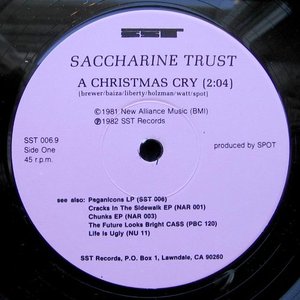 SST
SACCHARINE TRUST
A CHRISTMAS CRY (2:04)
(brewer/baiza/liberty/holzman/watt/spot)
©1981 New Alliance Music (BMI)
℗1982 SST Records
SST 006.9
Side One
45 r.p.m.
produced by SPOT
see also: Paganicons LP (SST 006)
Cracks In The Sidewalk EP (NAR 001)
Chunks EP (NAR 003)
The Future Looks Bright CASS (PBC 120)
Life Is Ugly (NU 11)
SST Records, P.O. Box 1, Lawndale, CA 90260